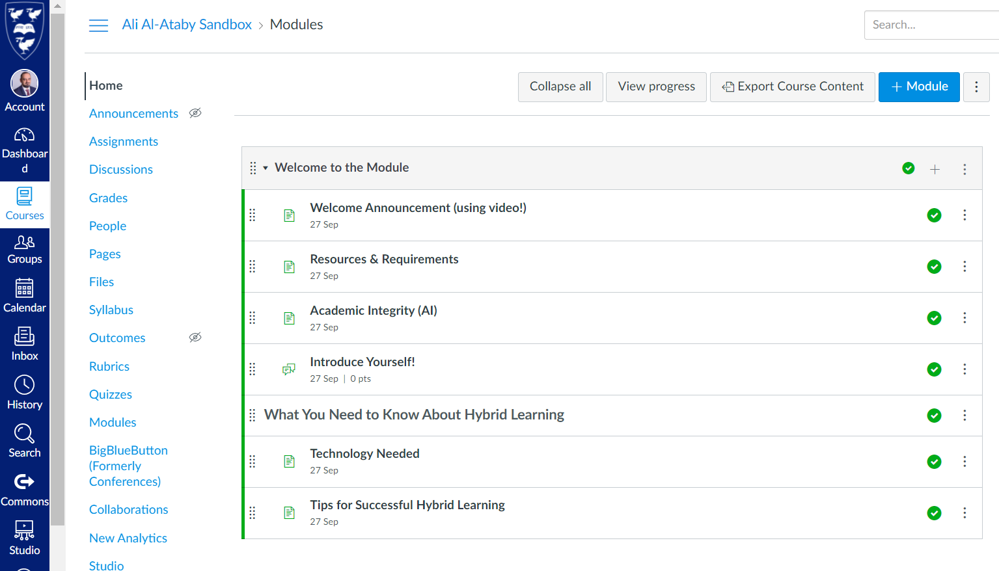 Account
Dashboar
d
Courses
Groups
Calendar
Inbox
History
Search
Commons
Studio
Ali Al-Ataby Sandbox > Modules
Search...
Home
Announcements
Assignments
Discussions
Grades
People
Pages
Files
Syllabus
Outcomes
Rubrics
Quizzes
Modules
BigBlueButton
(Formerly
Conferences)
Collaborations
New Analytics
Studio
Collapse all
View progress
Export Course Content
+ Module
Welcome to the Module
Welcome Announcement (using video!)
27 Sep
Resources & Requirements
27 Sep
Academic Integrity (AI)
27 Sep
Introduce Yourself!
27 Sep | 0 pts
What You Need to Know About Hybrid Learning
Technology Needed
27 Sep
Tips for Successful Hybrid Learning
27 Sep